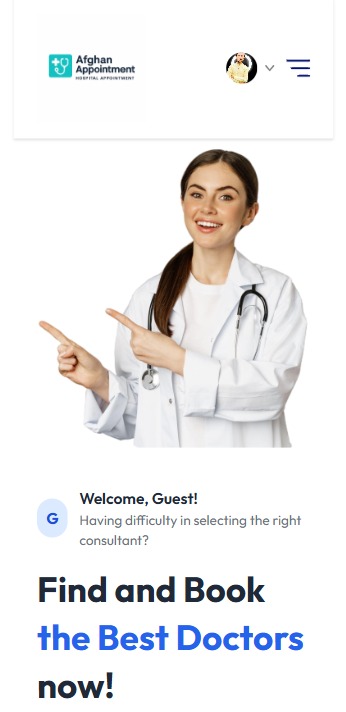 Afghan
Appointment
HOSPITAL APPOINTMENT
Welcome, Guest!
G
Having difficulty in selecting the right
consultant?
Find and Book
the Best Doctors
now!